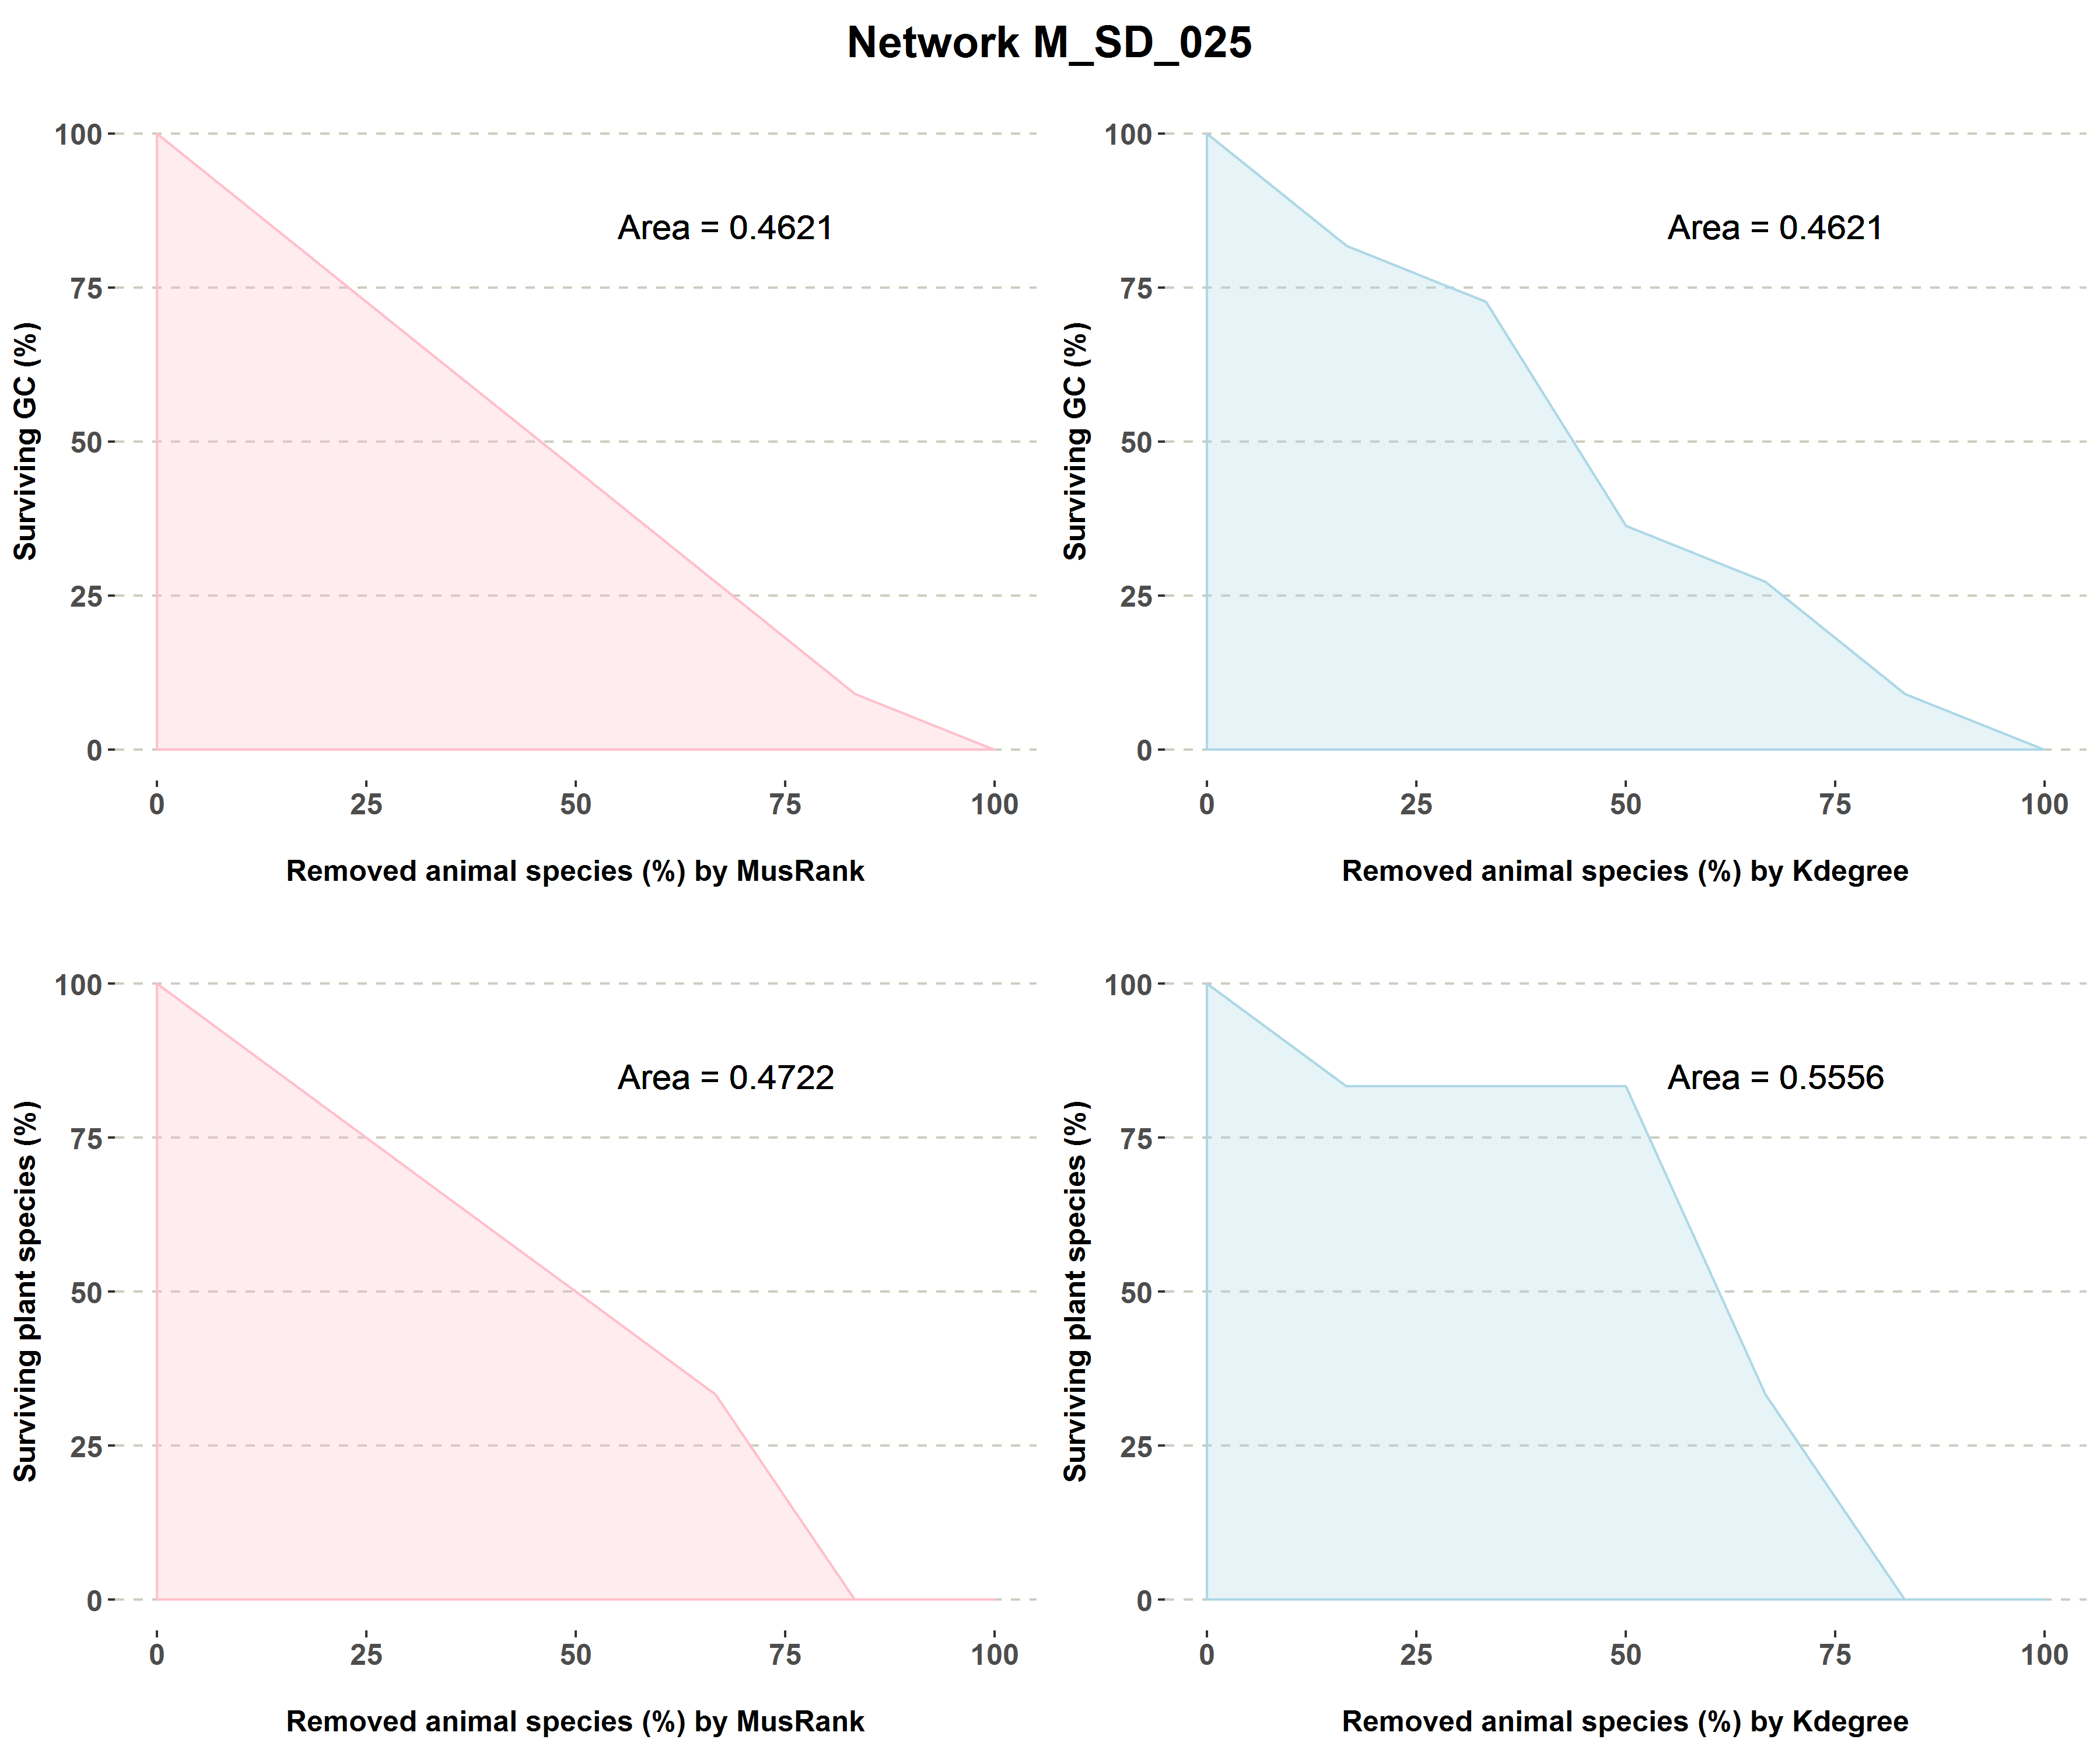 Network M_SD_025
Surviving GC (%)
100
75
50
25
0
Area = 0.4621
0 25 50 75 100
Removed animal species (%) by MusRank
Surviving GC (%)
100
75
50
25
0
Area = 0.4621
0 25 50 75 100
Removed animal species (%) by Kdegree
Surviving plant species (%)
100
75
50
25
0
Area = 0.4722
0 25 50 75 100
Removed animal species (%) by MusRank
Surviving plant species (%)
100
75
50
25
0
Area = 0.5556
0 25 50 75 100
Removed animal species (%) by Kdegree